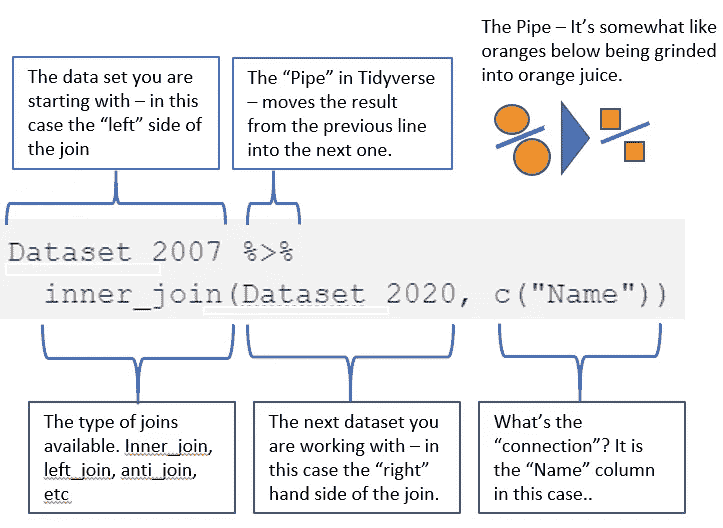 The Pipe – It's somewhat like
oranges below being grinded
into orange juice.
The data set you are
starting with – in this
case the "left" side of
the join
The "Pipe" in Tidyverse
– moves the result
from the previous line
into the next one.
Dataset 2007 %>%
inner_join(Dataset 2020, c("Name"))
The type of joins
available. Inner_join,
left_join, anti_join,
etc
The next dataset you
are working with – in
this case the "right"
hand side of the join.
What's the
"connection"? It is
the "Name" column
in this case..